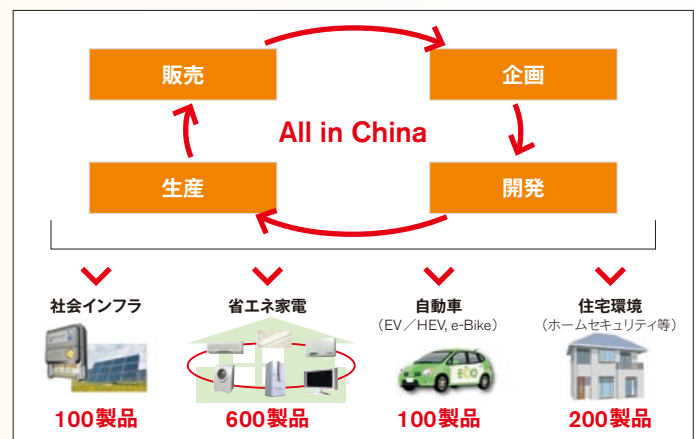 販売
企画
All in China
生産
開発
社会インフラ
省エネ家電
自動車
住宅環境
（EV／HEV, e-Bike）
（ホームセキュリティ等）
ECO
100製品
600製品
100製品
200製品